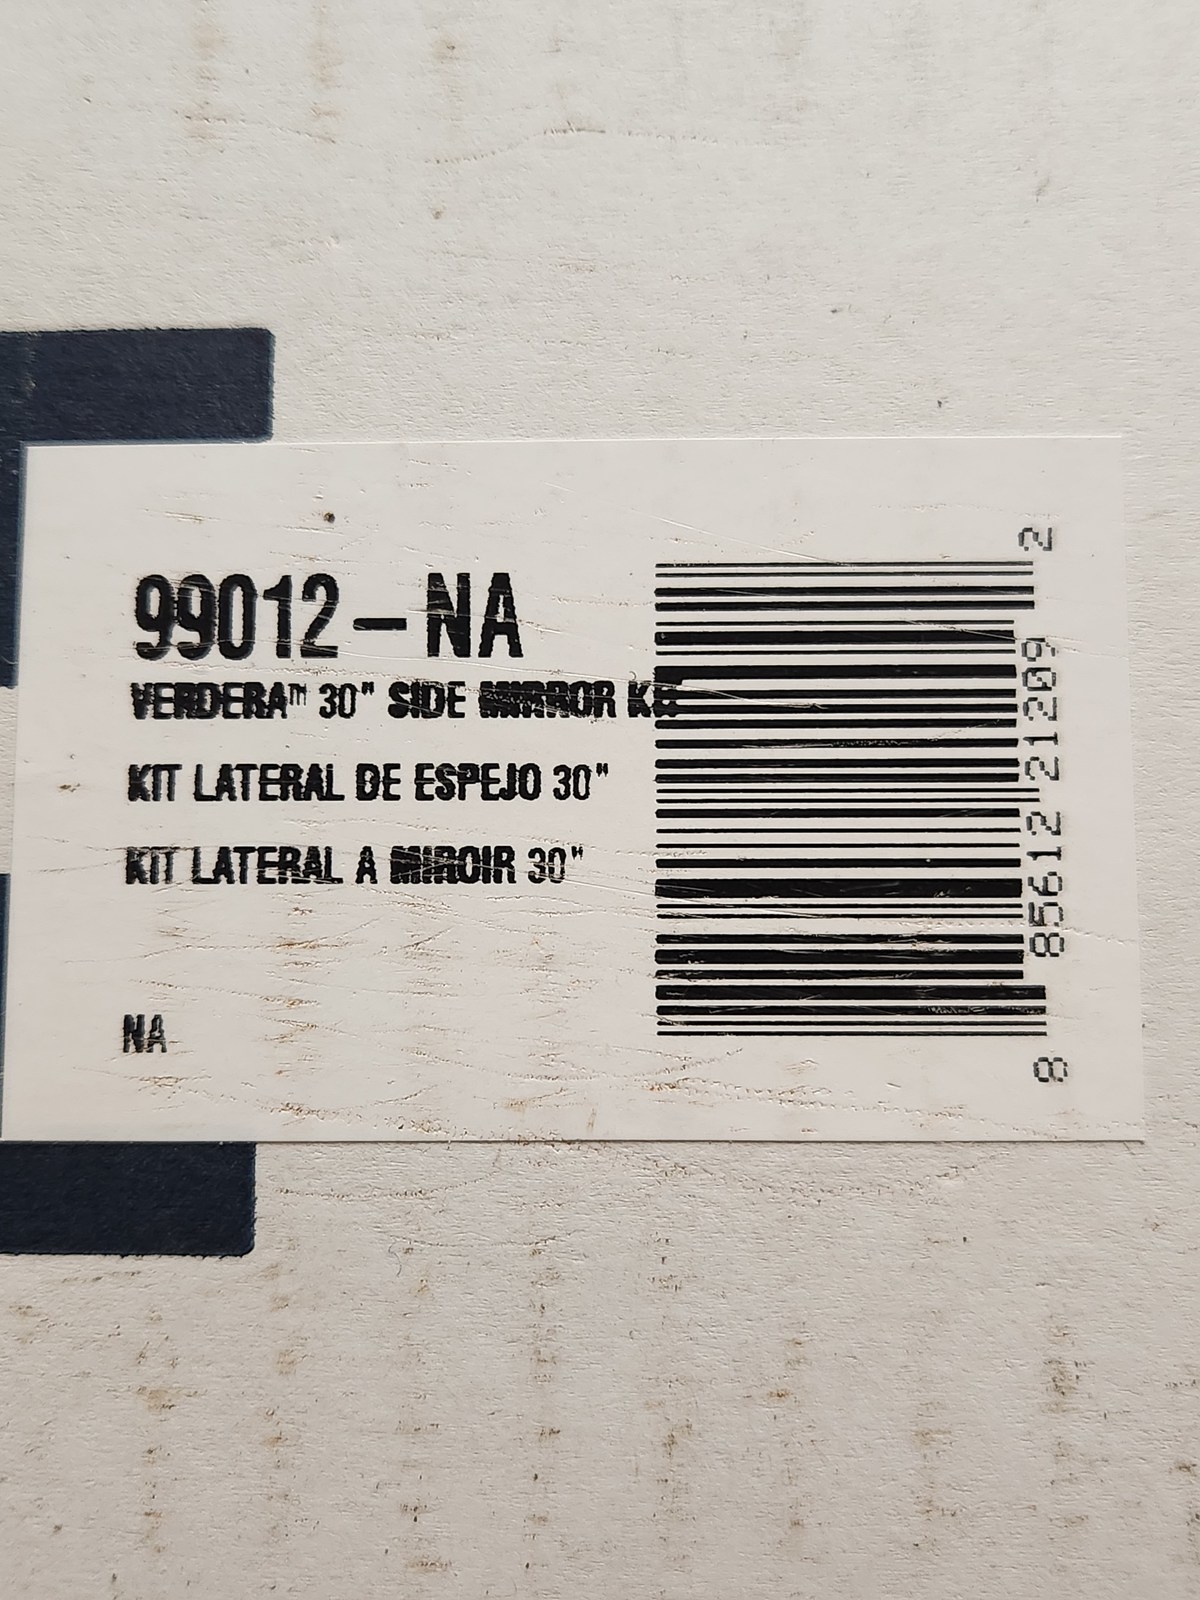 99012-NA
VERDERA™ 30" SIDE MIRROR KIT
KIT LATERAL DE ESPEJO 30"
KIT LATERAL A MIROIR 30"
NA
8 85612 21209 2